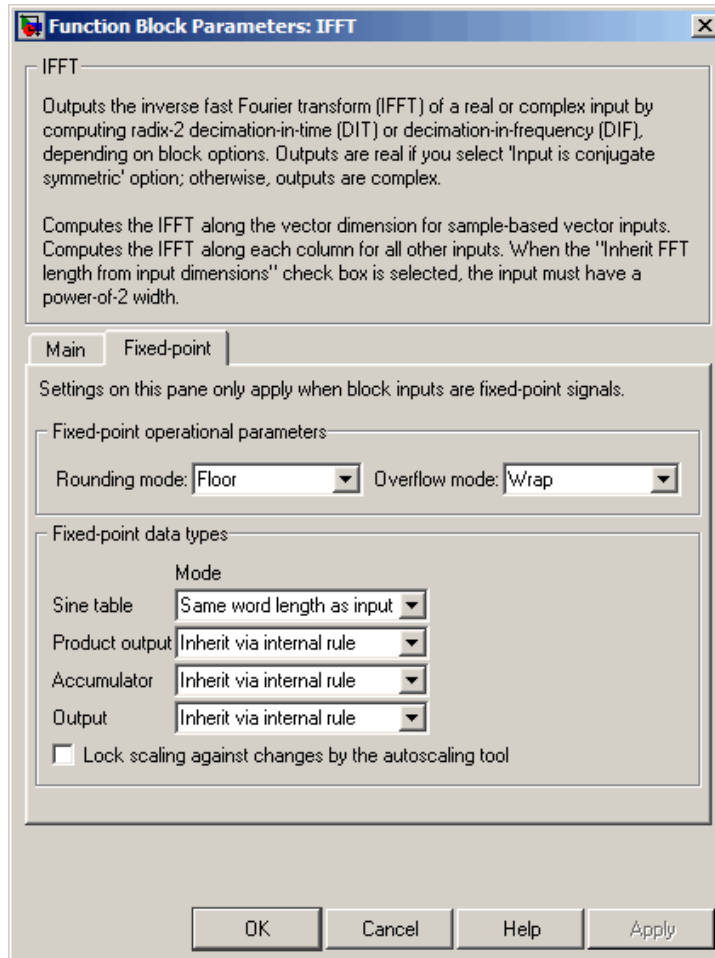 Function Block Parameters: IFFT
IFFT
Outputs the inverse fast Fourier transform (IFFT) of a real or complex input by
computing radix-2 decimation-in-time (DIT) or decimation-in-frequency (DIF),
depending on block options. Outputs are real if you select 'Input is conjugate
symmetric' option; otherwise, outputs are complex.
Computes the IFFT along the vector dimension for sample-based vector inputs.
Computes the IFFT along each column for all other inputs. When the "Inherit FFT
length from input dimensions" check box is selected, the input must have a
power-of-2 width.
Main Fixed-point
Settings on this pane only apply when block inputs are fixed-point signals.
Fixed-point operational parameters
Rounding mode: Floor Overflow mode: Wrap
Fixed-point data types
Mode
Sine table Same word length as input
Product output Inherit via internal rule
Accumulator Inherit via internal rule
Output Inherit via internal rule
Lock scaling against changes by the autoscaling tool
OK Cancel Help Apply